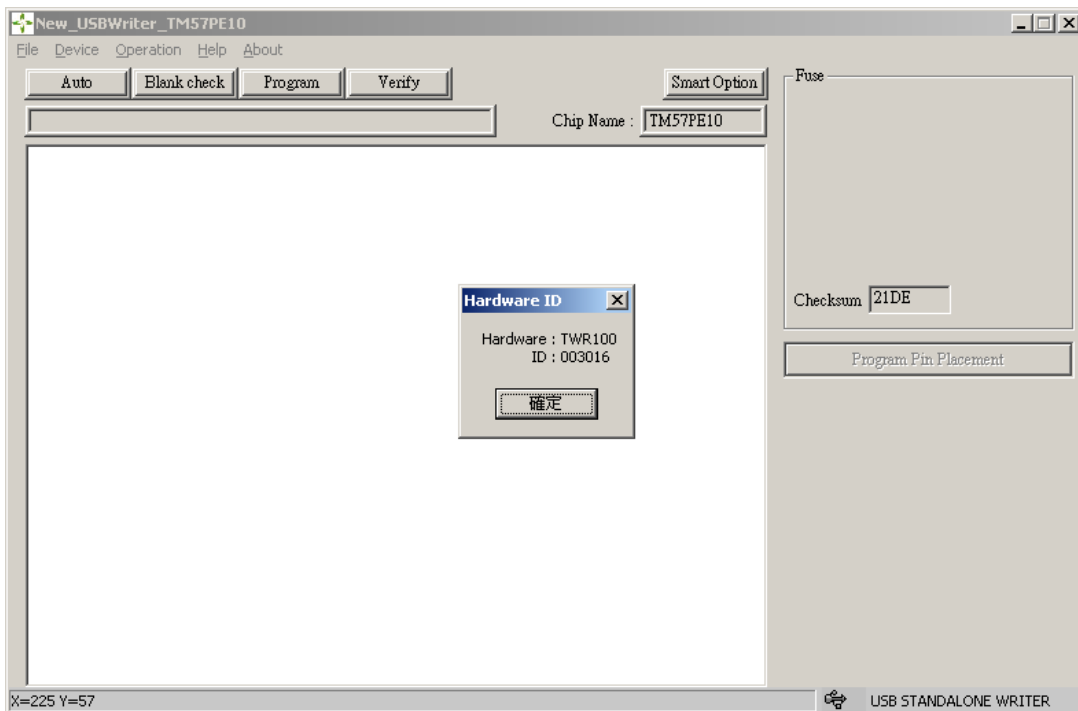 New_USBWriter_TM57PE10
File Device Operation Help About
Auto Blank check Program Verify Smart Option
Chip Name : TM57PE10
Fuse
Hardware ID
Hardware : TWR100
ID : 003016
確定
Checksum 21DE
Program Pin Placement
X=225 Y=57
USB STANDALONE WRITER